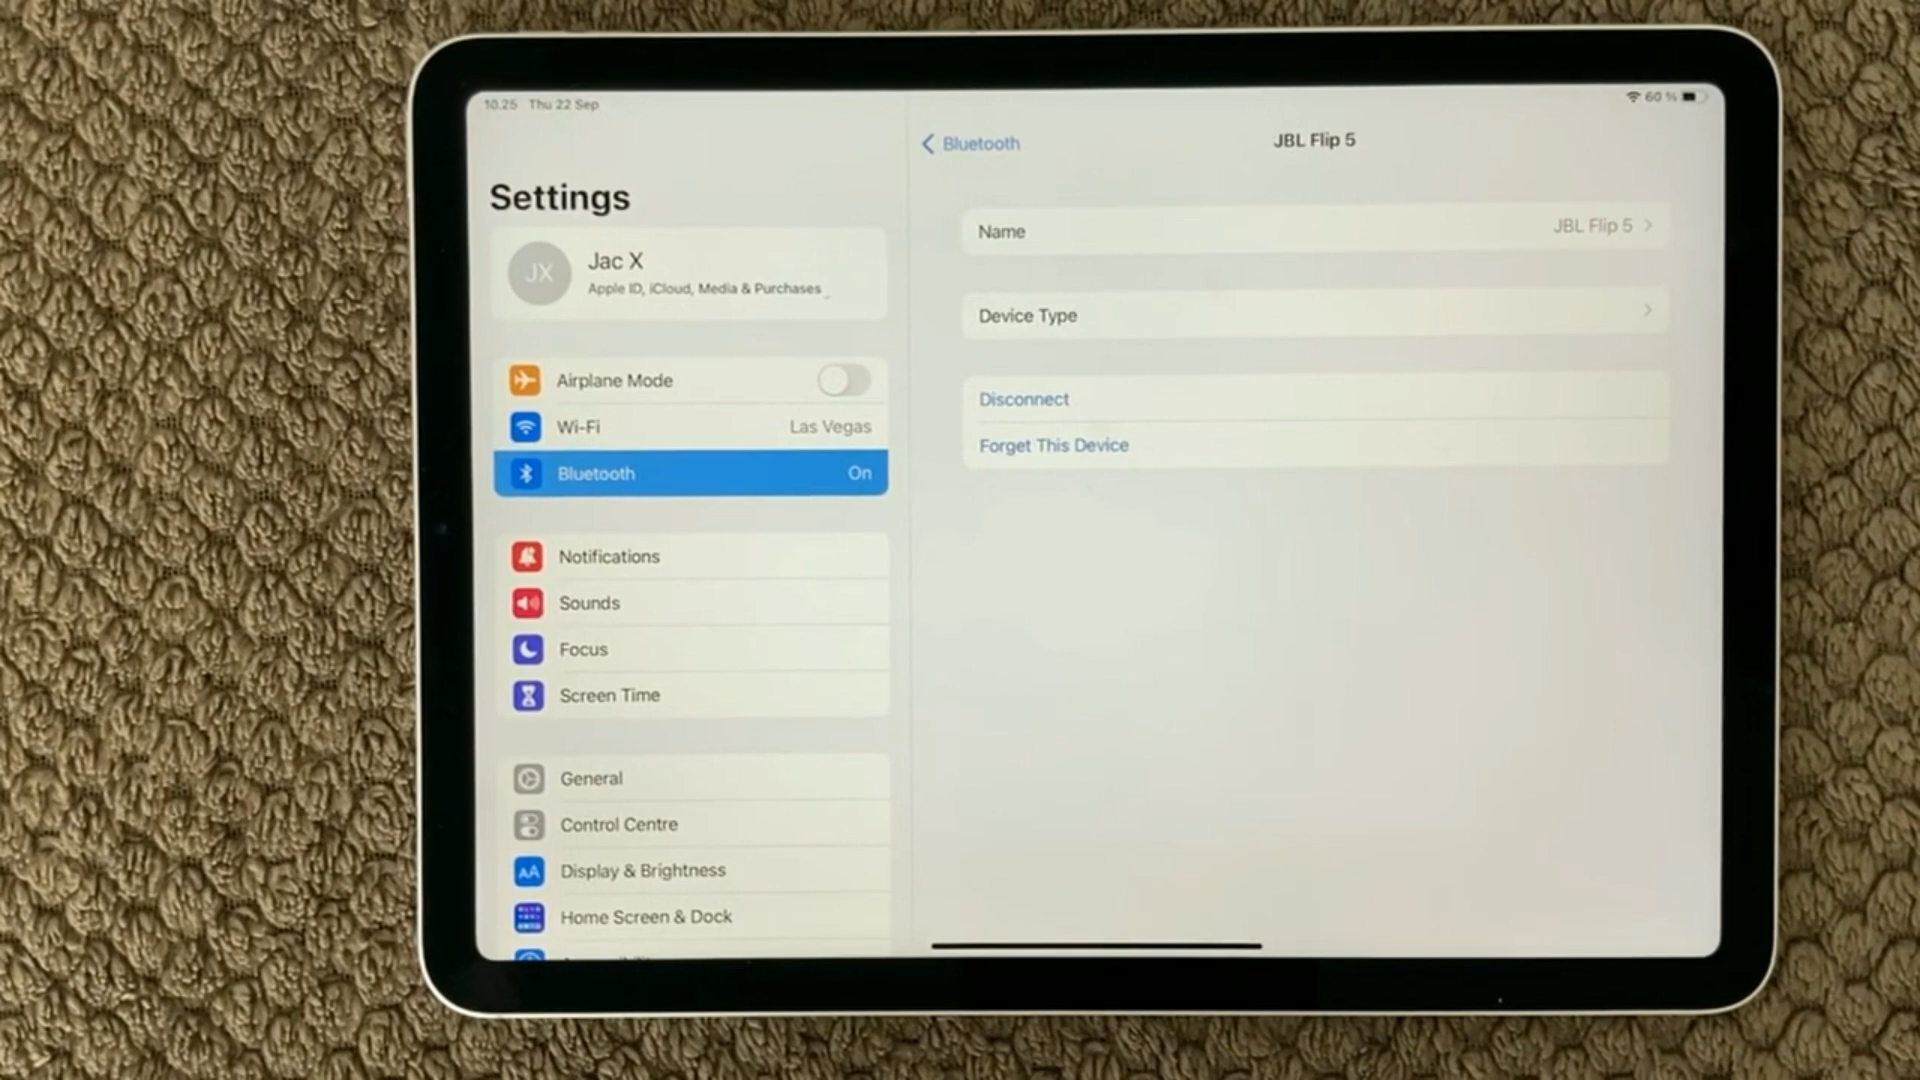 10.25 Thu 22 Sep
60 %
Settings
JX
Jac X
Apple ID, iCloud, Media & Purchases
Airplane Mode
Wi-Fi
Las Vegas
Bluetooth
On
Notifications
Sounds
Focus
Screen Time
General
Control Centre
AA
Display & Brightness
Home Screen & Dock
Bluetooth
JBL Flip 5
Name
JBL Flip 5
Device Type
Disconnect
Forget This Device